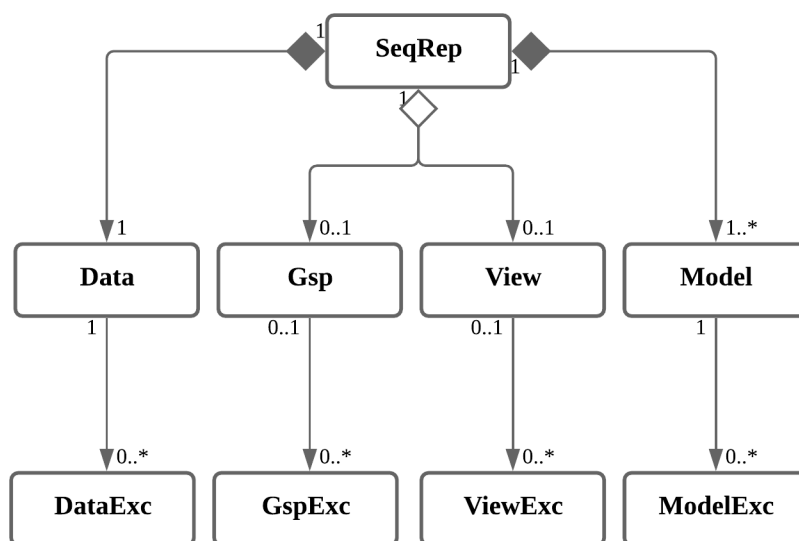 1
SeqRep
1
1
1
0..1
0..1
1..*
Data
Gsp
View
Model
1
0..1
0..1
1
0..*
0..*
0..*
0..*
DataExc
GspExc
ViewExc
ModelExc